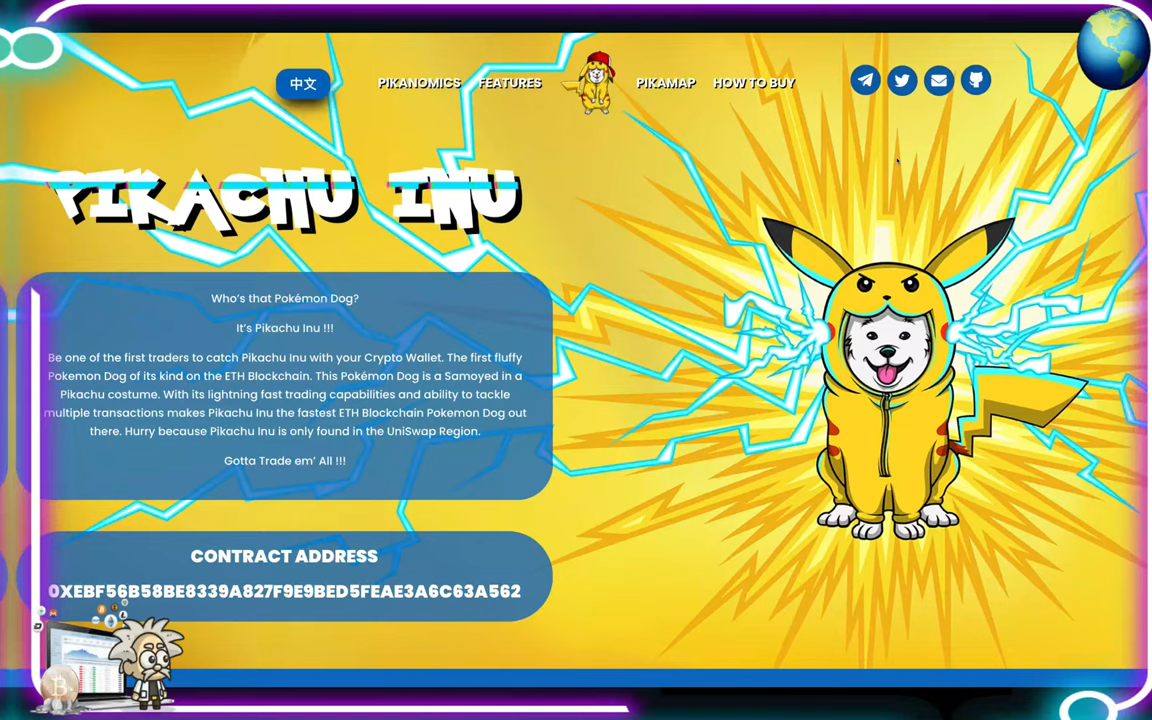 中文
PIKANOMICS
FEATURES
PIKAMAP
HOW TO BUY
PIKACHU INU
Who's that Pokémon Dog?
It's Pikachu Inu !!!
Be one of the first traders to catch Pikachu Inu with your Crypto Wallet. The first fluffy
Pokemon Dog of its kind on the ETH Blockchain. This Pokémon Dog is a Samoyed in a
Pikachu costume. With its lightning fast trading capabilities and ability to tackle
multiple transactions makes Pikachu Inu the fastest ETH Blockchain Pokemon Dog out
there. Hurry because Pikachu Inu is only found in the UniSwap Region.
Gotta Trade em' All !!!
CONTRACT ADDRESS
0XEBF56B58BE8339A827F9E9BED5FEAE3A6C63A562